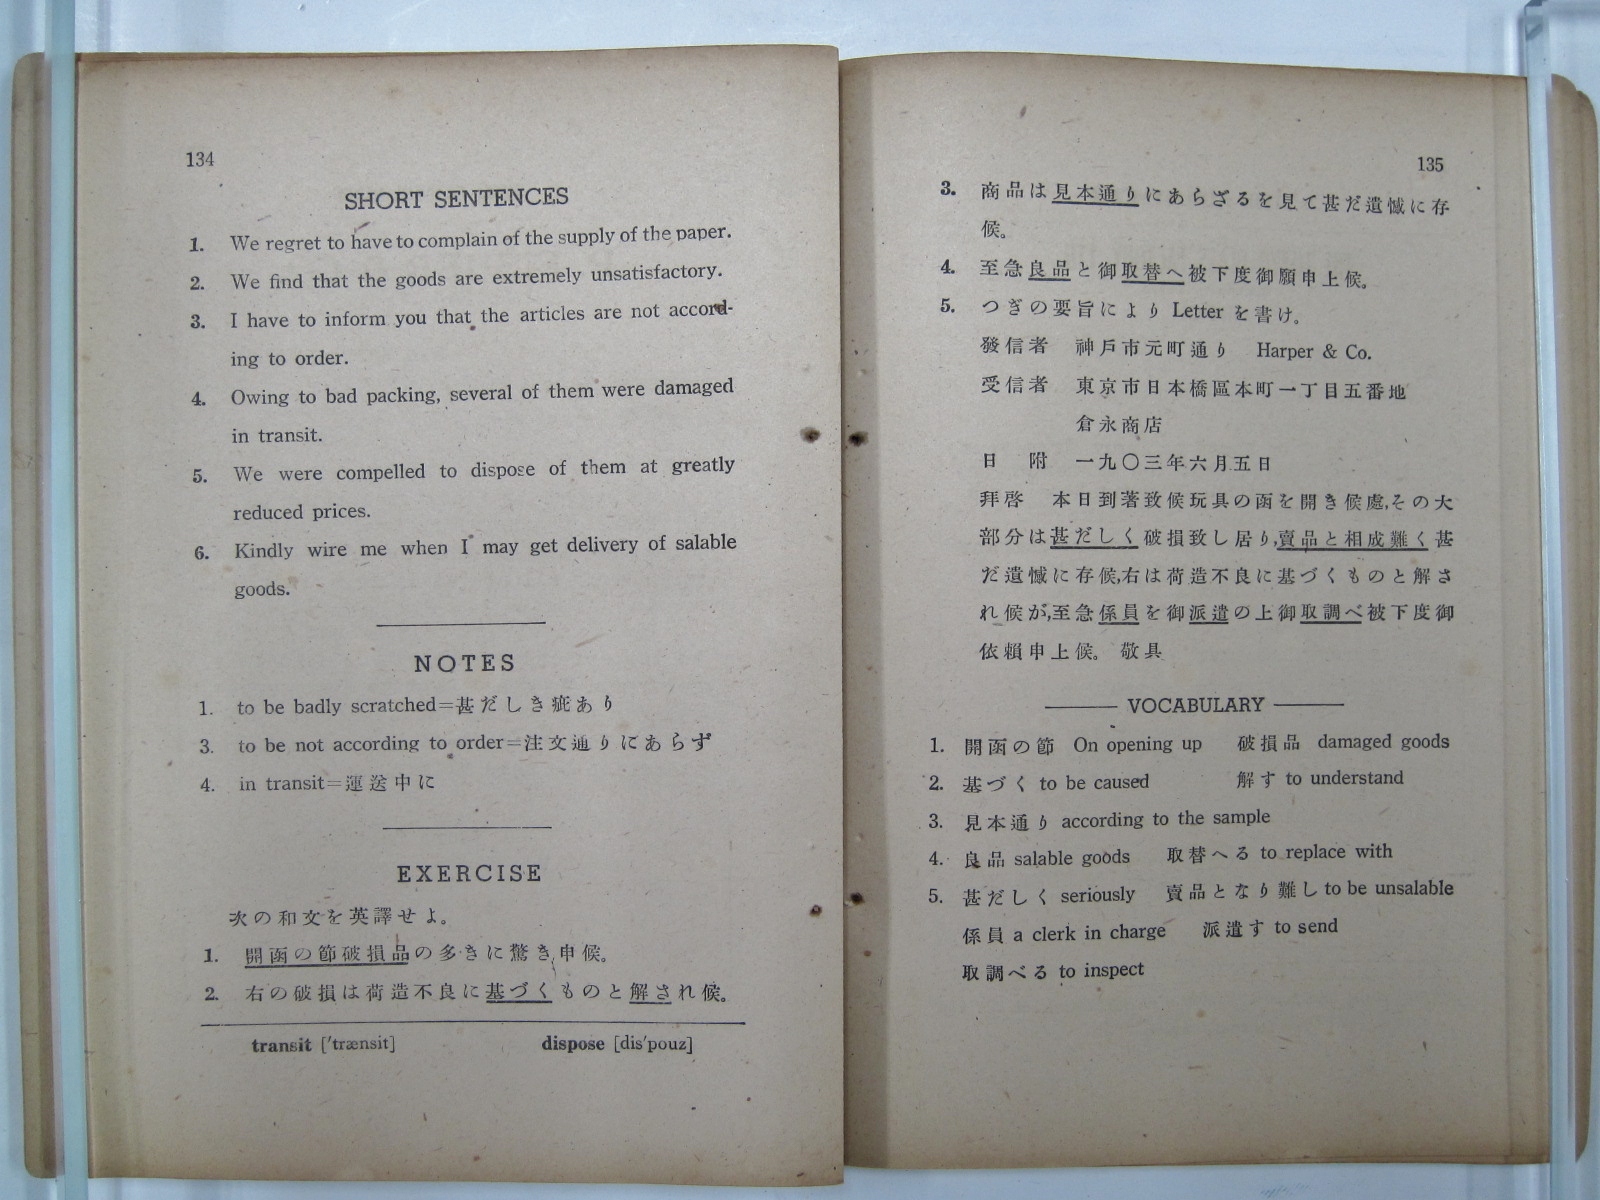 134
SHORT SENTENCES
1. We regret to have to complain of the supply of the paper.
2. We find that the goods are extremely unsatisfactory.
3. I have to inform you that the articles are not accord-
ing to order.
4. Owing to bad packing, several of them were damaged
in transit.
5. We were compelled to dispose of them at greatly
reduced prices.
6. Kindly wire me when I may get delivery of salable
goods.
NOTES
1. to be badly scratched=甚だしき疵あり
3. to be not according to order=注文通りにあらず
4. in transit=運送中に
EXERCISE
次の和文を英譯せよ。
1. 開函の節破損品の多きに驚き申候。
2. 右の破損は荷造不良に基づくものと解され候。
transit ['trænsit] dispose [dis'pouz]
135
3. 商品は見本通りにあらざるを見て甚だ遺憾に存
候。
4. 至急良品と御取替へ被下度御願申上候。
5. つぎの要旨により Letter を書け。
發信者 神戶市元町通り Harper & Co.
受信者 東京市日本橋區本町一丁目五番地
倉永商店
日附 一九〇三年六月五日
拜啓 本日到著致候玩具の函を開き候處,その大
部分は甚だしく破損致し居り,賣品と相成難く甚
だ遺憾に存候,右は荷造不良に基づくものと解さ
れ候が,至急係員を御派遣の上御取調べ被下度御
依賴申上候。 敬具
VOCABULARY
1. 開函の節 On opening up 破損品 damaged goods
2. 基づく to be caused 解す to understand
3. 見本通り according to the sample
4. 良品 salable goods 取替へる to replace with
5. 甚だしく seriously 賣品となり難し to be unsalable
係員 a clerk in charge 派遣す to send
取調べる to inspect